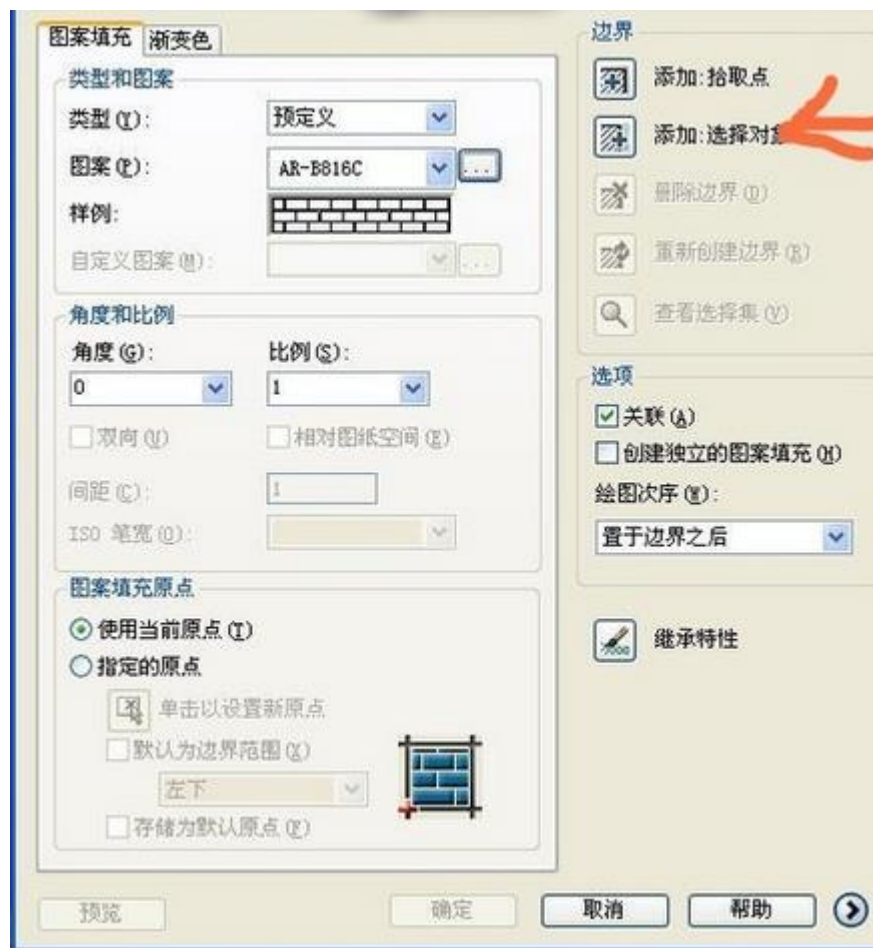 图案填充 渐变色
类型和图案
类型(Y):
预定义
图案(P):
AR-B816C
...
样例:
自定义图案(M):
...
角度和比例
角度(G):
比例(S):
0
1
双向(U)
相对图纸空间(E)
间距(C):
1
ISO 笔宽(O):
图案填充原点
使用当前原点(T)
指定的原点
单击以设置新原点
默认为边界范围(X)
左下
存储为默认原点(F)
边界
添加:拾取点
添加:选择对
删除边界(D)
重新创建边界(R)
查看选择集(V)
选项
关联(A)
创建独立的图案填充(H)
绘图次序(W):
置于边界之后
继承特性
预览
确定
取消
帮助